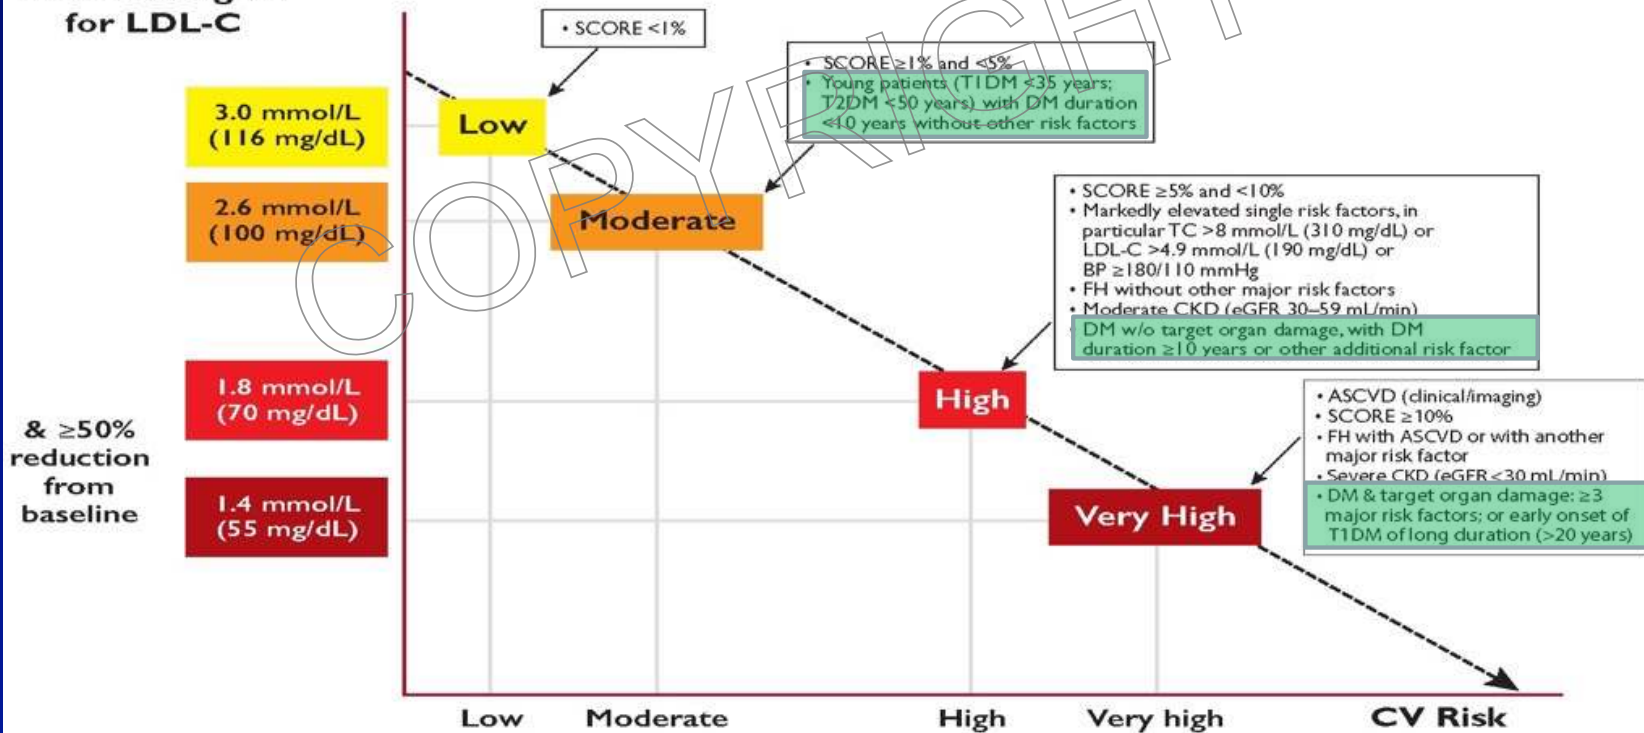 for LDL-C
• SCORE <1%
3.0 mmol/L
(116 mg/dL)
Low
• SCORE ≥1% and <5%
• Young patients (T1DM <35 years;
T2DM <50 years) with DM duration
<10 years without other risk factors
2.6 mmol/L
(100 mg/dL)
Moderate
• SCORE ≥5% and <10%
• Markedly elevated single risk factors, in
particular TC >8 mmol/L (310 mg/dL) or
LDL-C >4.9 mmol/L (190 mg/dL) or
BP ≥180/110 mmHg
• FH without other major risk factors
• Moderate CKD (eGFR 30–59 mL/min)
DM w/o target organ damage, with DM
duration ≥10 years or other additional risk factor
1.8 mmol/L
(70 mg/dL)
High
• ASCVD (clinical/imaging)
• SCORE ≥10%
• FH with ASCVD or with another
major risk factor
• Severe CKD (eGFR <30 mL/min)
• DM & target organ damage: ≥3
major risk factors; or early onset of
T1DM of long duration (>20 years)
& ≥50%
reduction
from
baseline
1.4 mmol/L
(55 mg/dL)
Very High
Low
Moderate
High
Very high
CV Risk
COPYRIGHT